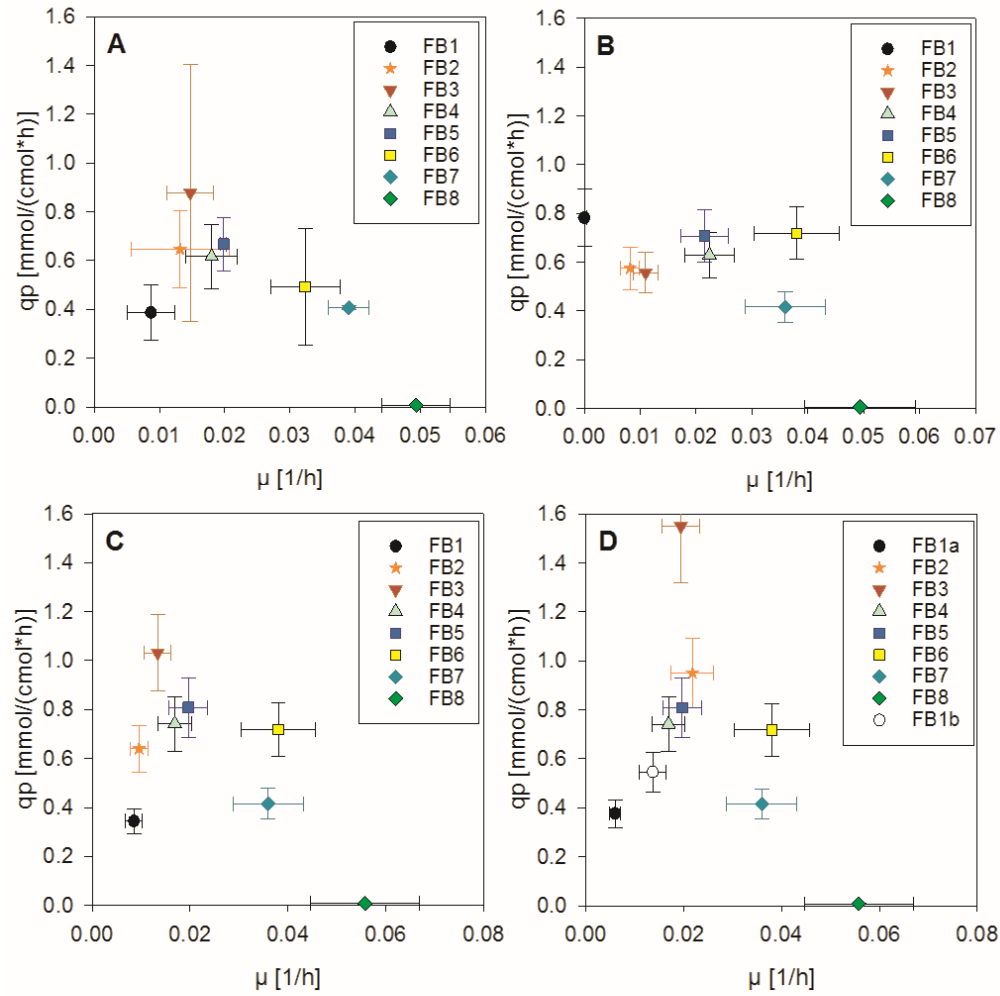 A
qp [mmol/(cmol*h)]
1.6
1.4
1.2
1.0
0.8
0.6
0.4
0.2
0.0
FB1
FB2
FB3
FB4
FB5
FB6
FB7
FB8
0.00 0.01 0.02 0.03 0.04 0.05 0.06
µ [1/h]
B
qp [mmol/(cmol*h)]
1.6
1.4
1.2
1.0
0.8
0.6
0.4
0.2
0.0
FB1
FB2
FB3
FB4
FB5
FB6
FB7
FB8
0.00 0.01 0.02 0.03 0.04 0.05 0.06 0.07
µ [1/h]
C
qp [mmol/(cmol*h)]
1.6
1.4
1.2
1.0
0.8
0.6
0.4
0.2
0.0
FB1
FB2
FB3
FB4
FB5
FB6
FB7
FB8
0.00 0.02 0.04 0.06 0.08
µ [1/h]
D
qp [mmol/(cmol*h)]
1.6
1.4
1.2
1.0
0.8
0.6
0.4
0.2
0.0
FB1a
FB2
FB3
FB4
FB5
FB6
FB7
FB8
FB1b
0.00 0.02 0.04 0.06 0.08
µ [1/h]